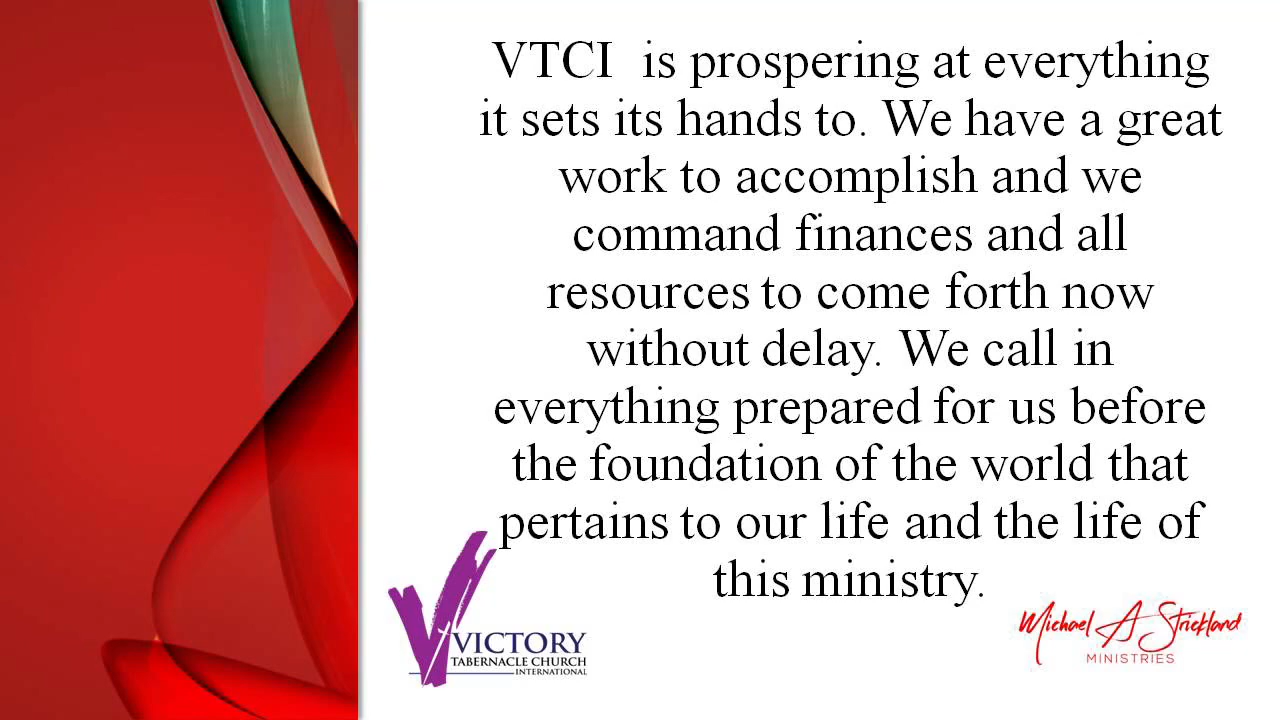 VTCI  is prospering at everything
it sets its hands to. We have a great
work to accomplish and we
command finances and all
resources to come forth now
without delay. We call in
everything prepared for us before
the foundation of the world that
pertains to our life and the life of
this ministry.
VICTORY
TABERNACLE CHURCH
INTERNATIONAL
Michael A Strickland
MINISTRIES